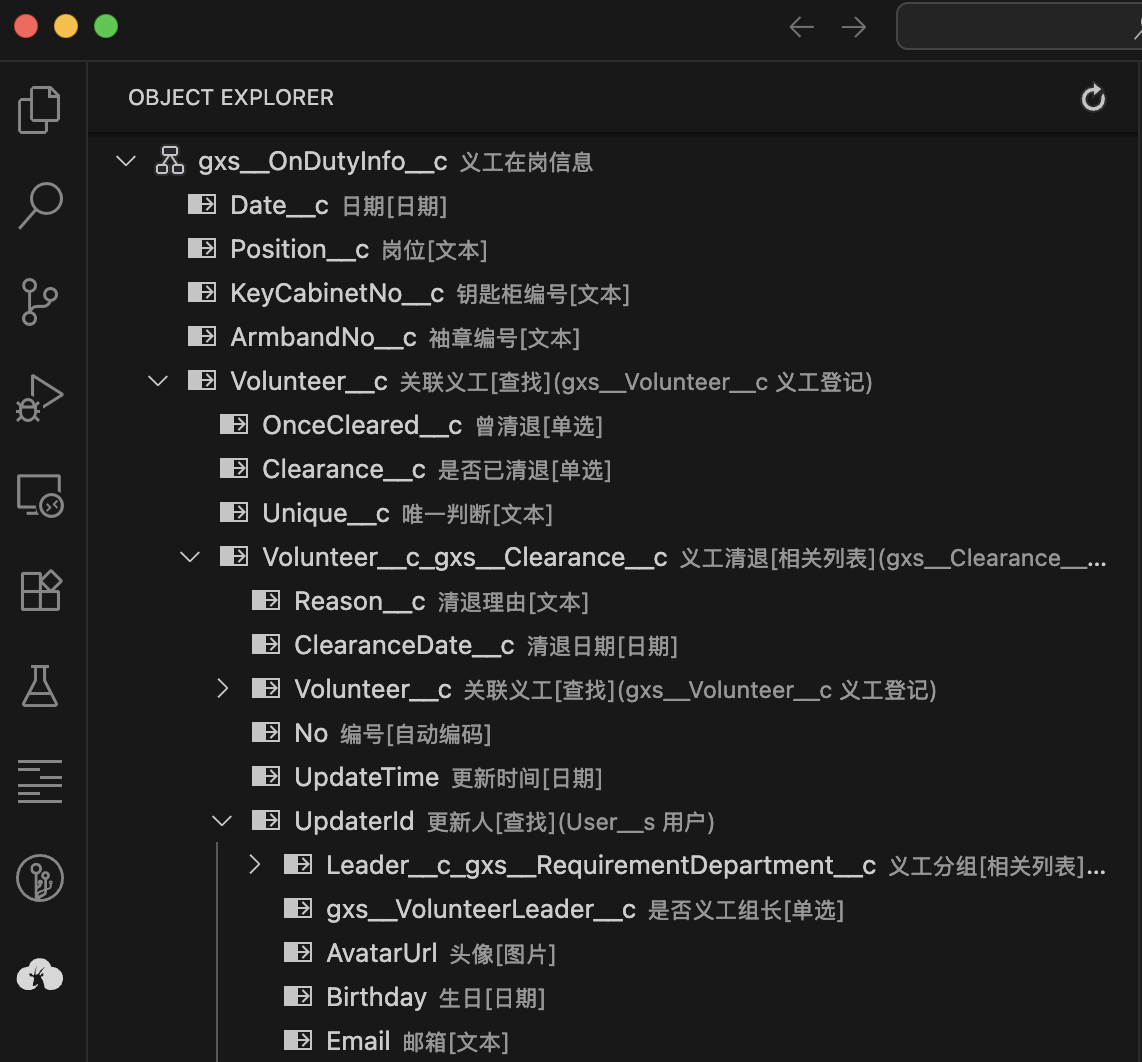 OBJECT EXPLORER
gxs__OnDutyInfo__c 义工在岗信息
Date__c 日期[日期]
Position__c 岗位[文本]
KeyCabinetNo__c 钥匙柜编号[文本]
ArmbandNo__c 袖章编号[文本]
Volunteer__c 关联义工[查找](gxs__Volunteer__c 义工登记)
OnceCleared__c 曾清退[单选]
Clearance__c 是否已清退[单选]
Unique__c 唯一判断[文本]
Volunteer__c_gxs__Clearance__c 义工清退[相关列表](gxs__Clearance__...
Reason__c 清退理由[文本]
ClearanceDate__c 清退日期[日期]
Volunteer__c 关联义工[查找](gxs__Volunteer__c 义工登记)
No 编号[自动编码]
UpdateTime 更新时间[日期]
UpdaterId 更新人[查找](User__s 用户)
Leader__c_gxs__RequirementDepartment__c 义工分组[相关列表]...
gxs__VolunteerLeader__c 是否义工组长[单选]
AvatarUrl 头像[图片]
Birthday 生日[日期]
Email 邮箱[文本]